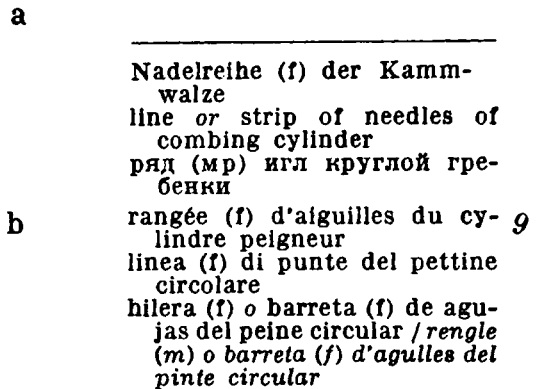 a
Nadelreihe (f) der Kamm-
walze
line or strip of needles of
combing cylinder
ряд (мр) игл круглой гре-
бенки
b
rangée (f) d'aiguilles du cy-
9
lindre peigneur
linea (f) di punte del pettine
circolare
hilera (f) o barreta (f) de agu-
jas del peine circular / rengle
(m) o barreta (f) d'agulles del
pinte circular